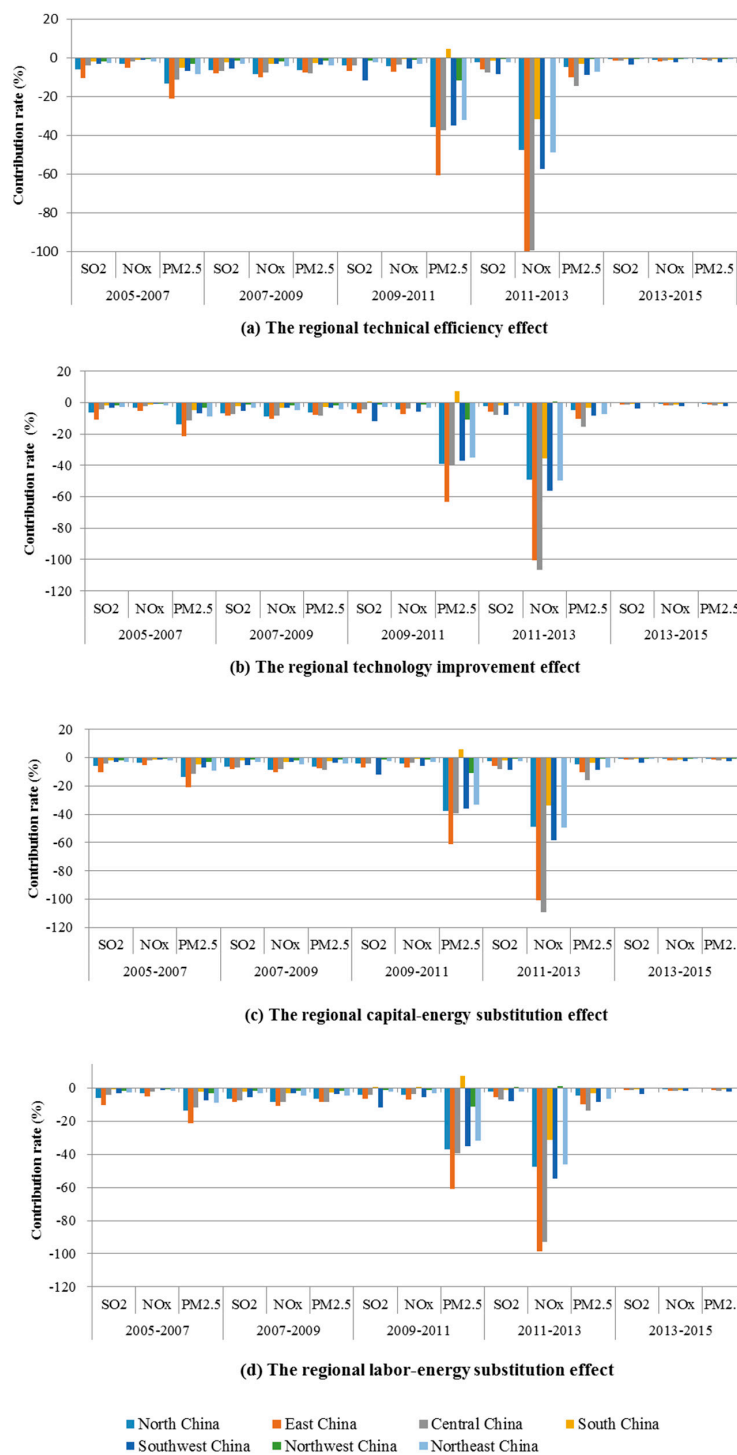 20
0
-20
-40
-60
-80
-100
Contribution rate (%)
SO2 NOx PM2.5 SO2 NOx PM2.5 SO2 NOx PM2.5 SO2 NOx PM2.5 SO2 NOx PM2.5
2005-2007 2007-2009 2009-2011 2011-2013 2013-2015
(a) The regional technical efficiency effect
20
0
-20
-40
-60
-80
-100
-120
Contribution rate (%)
SO2 NOx PM2.5 SO2 NOx PM2.5 SO2 NOx PM2.5 SO2 NOx PM2.5 SO2 NOx PM2.5
2005-2007 2007-2009 2009-2011 2011-2013 2013-2015
(b) The regional technology improvement effect
20
0
-20
-40
-60
-80
-100
-120
Contribution rate (%)
SO2 NOx PM2.5 SO2 NOx PM2.5 SO2 NOx PM2.5 SO2 NOx PM2.5 SO2 NOx PM2.
2005-2007 2007-2009 2009-2011 2011-2013 2013-2015
(c) The regional capital-energy substitution effect
20
0
-20
-40
-60
-80
-100
-120
Contribution rate (%)
SO2 NOx PM2.5 SO2 NOx PM2.5 SO2 NOx PM2.5 SO2 NOx PM2.5 SO2 NOx PM2.
2005-2007 2007-2009 2009-2011 2011-2013 2013-2015
(d) The regional labor-energy substitution effect
North China East China Central China South China
Southwest China Northwest China Northeast China